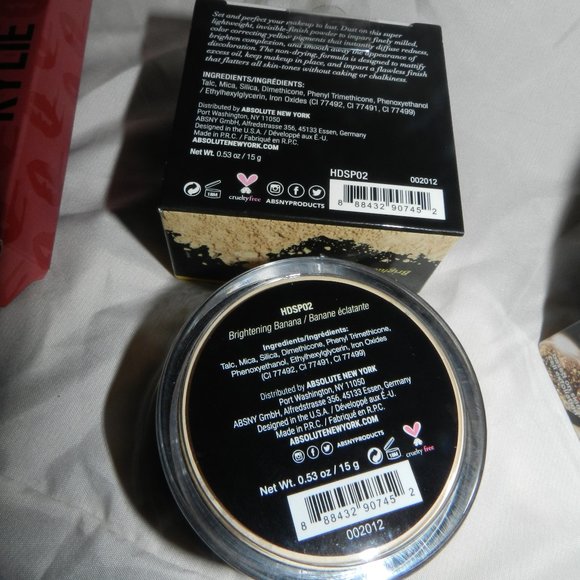 KYLIE
Set and perfect your makeup to last. Dust on this super
lightweight, invisible-finish powder to impart finely milled,
color correcting yellow pigments that instantly diffuse redness,
brighten complexion, and smooth away the appearance of
discoloration. The non-drying, formula is designed to mattify
excess oil, keep makeup in place, and impart a flawless finish
that flatters all skin-tones without caking or chalkiness.
INGREDIENTS/INGRÉDIENTS:
Talc, Mica, Silica, Dimethicone, Phenyl Trimethicone, Phenoxyethanol
/ Ethylhexylglycerin, Iron Oxides (CI 77492, CI 77491, CI 77499)
Distributed by ABSOLUTE NEW YORK
Port Washington, NY 11050
ABSNY GmbH, Alfredstrasse 356, 45133 Essen, Germany
Designed in the U.S.A. / Développé aux É.-U.
Made in P.R.C. / Fabriqué en R.P.C.
ABSOLUTENEWYORK.COM
Net Wt. 0.53 oz / 15 g
HDSP02
002012
18M
crueltyfree
ABSNYPRODUCTS
8 88432 90745 2
HDSP02
Brightening Banana / Banane éclatante
Ingredients/Ingrédients:
Talc, Mica, Silica, Dimethicone, Phenyl Trimethicone,
Phenoxyethanol, Ethylhexylglycerin, Iron Oxides
(CI 77492, CI 77491, CI 77499)
Distributed by ABSOLUTE NEW YORK
Port Washington, NY 11050
ABSNY GmbH, Alfredstrasse 356, 45133 Essen, Germany
Designed in the U.S.A. / Développé aux É.-U.
Made in P.R.C. / Fabriqué en R.P.C.
ABSOLUTENEWYORK.COM
ABSNYPRODUCTS
18M
cruelty free
Net Wt. 0.53 oz / 15 g
8 88432 90745 2
002012